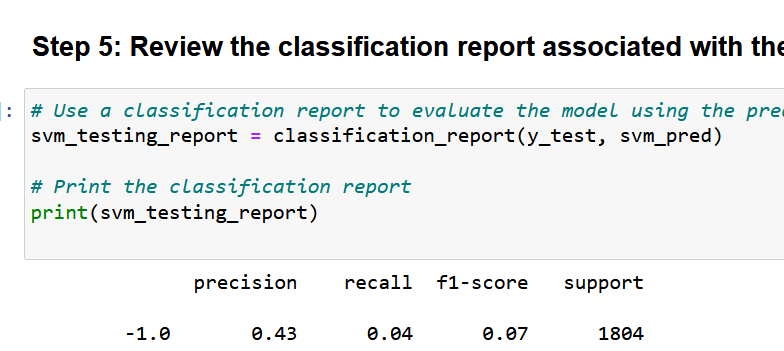 Step 5: Review the classification report associated with the
]: # Use a classification report to evaluate the model using the
svm_testing_report = classification_report(y_test, svm_pred)
# Print the classification report
print(svm_testing_report)
precision recall f1-score support
-1.0 0.43 0.04 0.07 1804